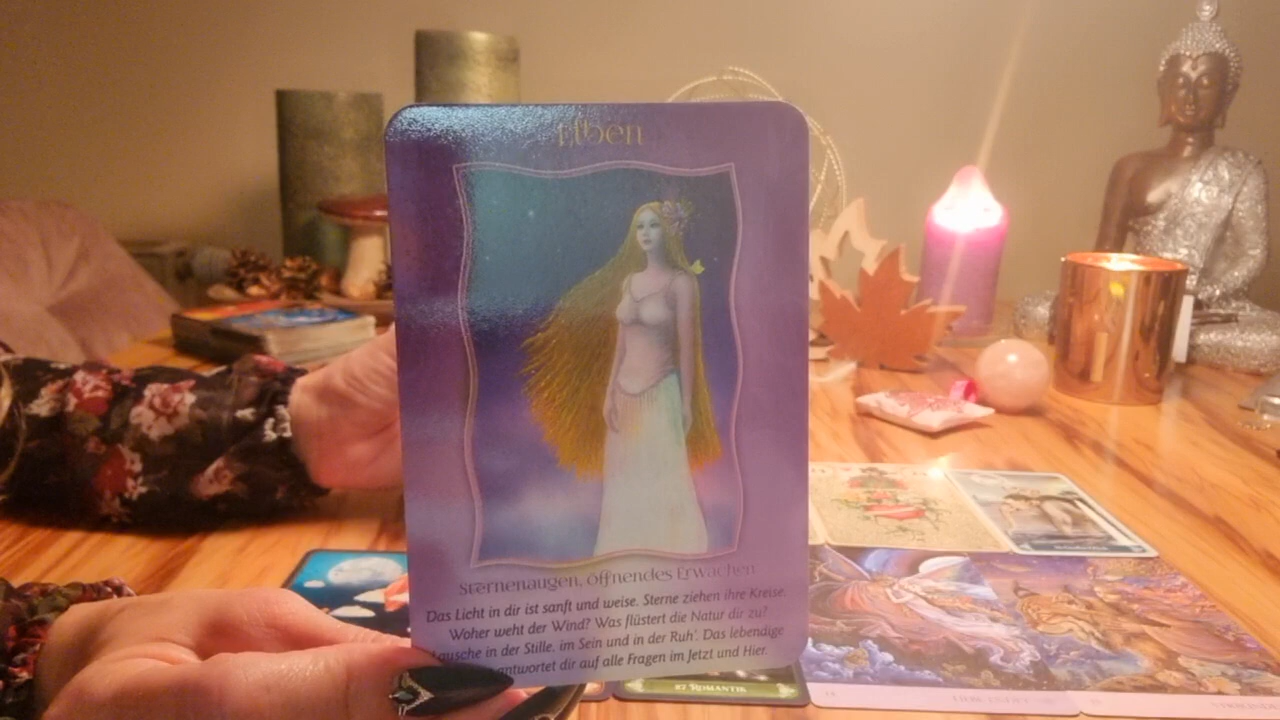 Elben
Sternenaugen, öffnendes Erwachen
Das Licht in dir ist sanft und weise. Sterne ziehen ihre Kreise.
Woher weht der Wind? Was flüstert die Natur dir zu?
Lausche in der Stille, im Sein und in der Ruh'. Das lebendige
antwortet dir auf alle Fragen im Jetzt und Hier.
27 ROMANTIK